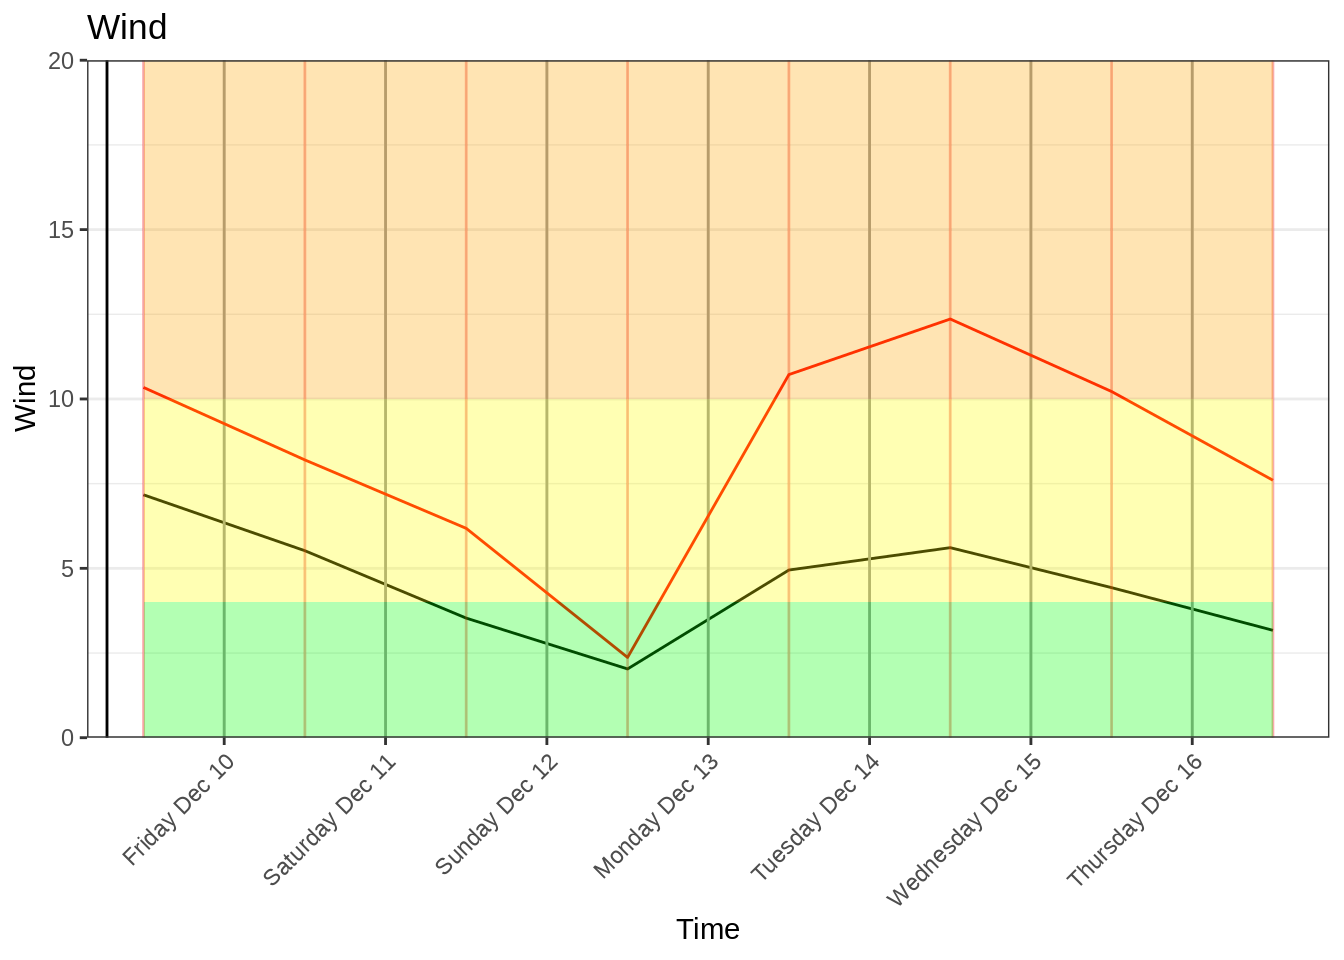 Wind
20
15
10
5
0
Wind
Friday Dec 10
Saturday Dec 11
Sunday Dec 12
Monday Dec 13
Tuesday Dec 14
Wednesday Dec 15
Thursday Dec 16
Time